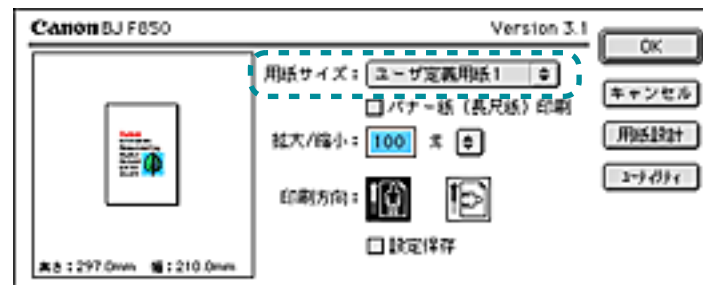 Canon BJ F850
Version 3.1
OK
用紙サイズ：ユーザ定義用紙1
キャンセル
バナー紙（長尺紙）印刷
拡大/縮小：100 %
用紙設計
ユーティリティ
印刷方向：
設定保存
高さ：297.0mm 幅：210.0mm